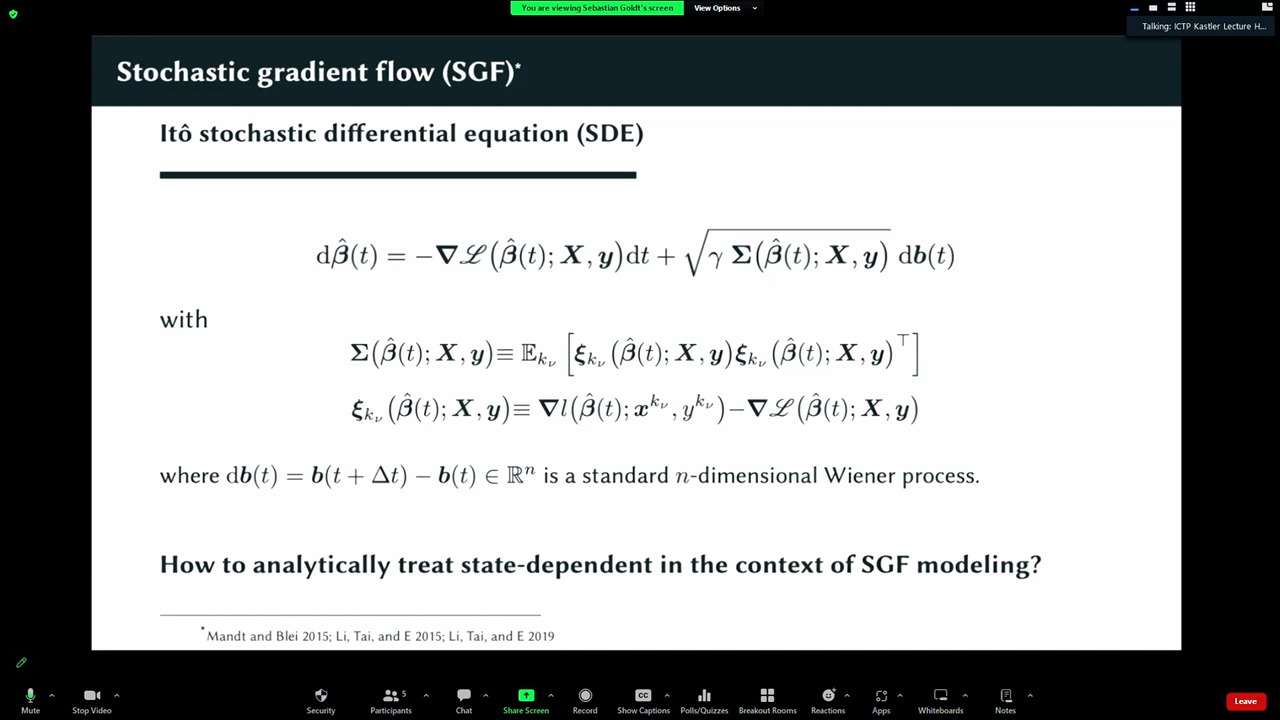 You are viewing Sebastian Goldt's screen View Options
Talking: ICTP Kastler Lecture H...
Stochastic gradient flow (SGF)*
Itô stochastic differential equation (SDE)
d𝜷̂(t) = −∇ℒ(𝜷̂(t); X, y)dt + √(γ Σ(𝜷̂(t); X, y)) db(t)
with
Σ(𝜷̂(t); X, y) ≡ 𝔼_{k_ν} [ξ_{k_ν}(𝜷̂(t); X, y)ξ_{k_ν}(𝜷̂(t); X, y)^⊤]
ξ_{k_ν}(𝜷̂(t); X, y) ≡ ∇l(𝜷̂(t); x^{k_ν}, y^{k_ν}) − ∇ℒ(𝜷̂(t); X, y)
where db(t) = b(t + Δt) − b(t) ∈ ℝⁿ is a standard n-dimensional Wiener process.
How to analytically treat state-dependent in the context of SGF modeling?
*Mandt and Blei 2015; Li, Tai, and E 2015; Li, Tai, and E 2019
5
CC
Mute Stop Video Security Participants Chat Share Screen Record Show Captions Polls/Quizzes Breakout Rooms Reactions Apps Whiteboards Notes Leave